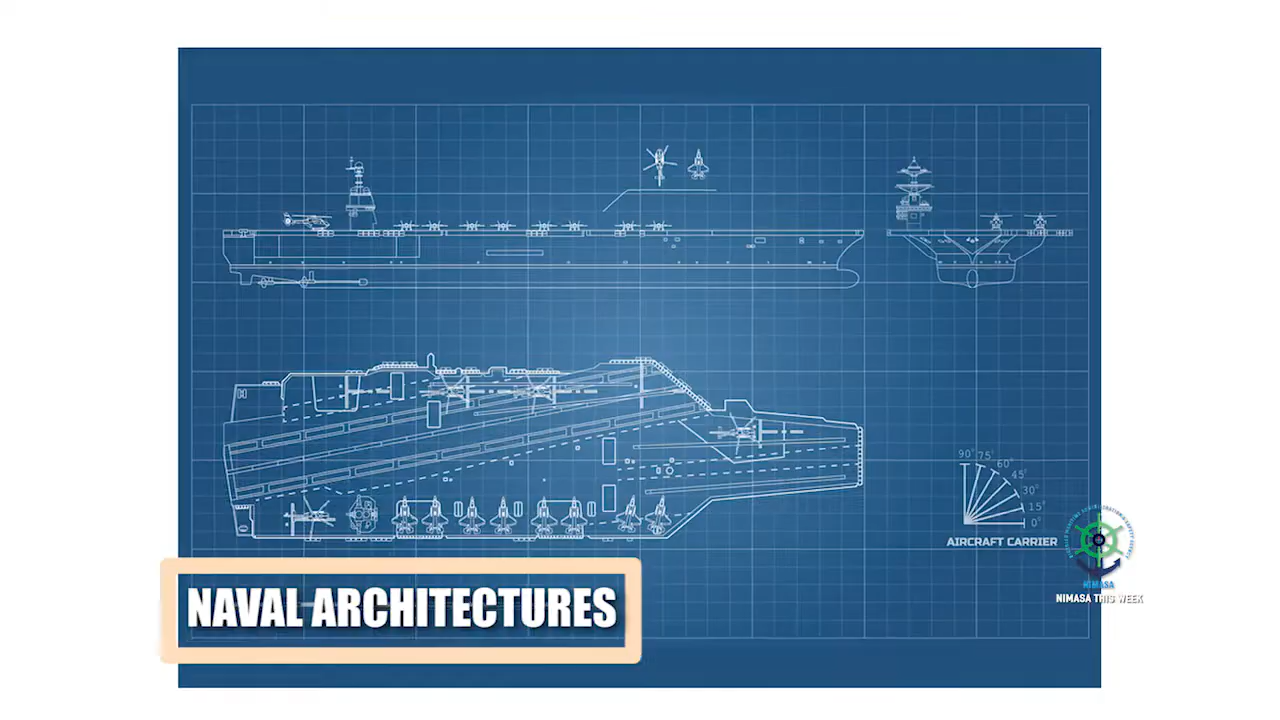 90° 75° 60° 45° 30° 15° 0°
AIRCRAFT CARRIER
NIMASA
NIMASA THIS WEEK
NAVAL ARCHITECTURES